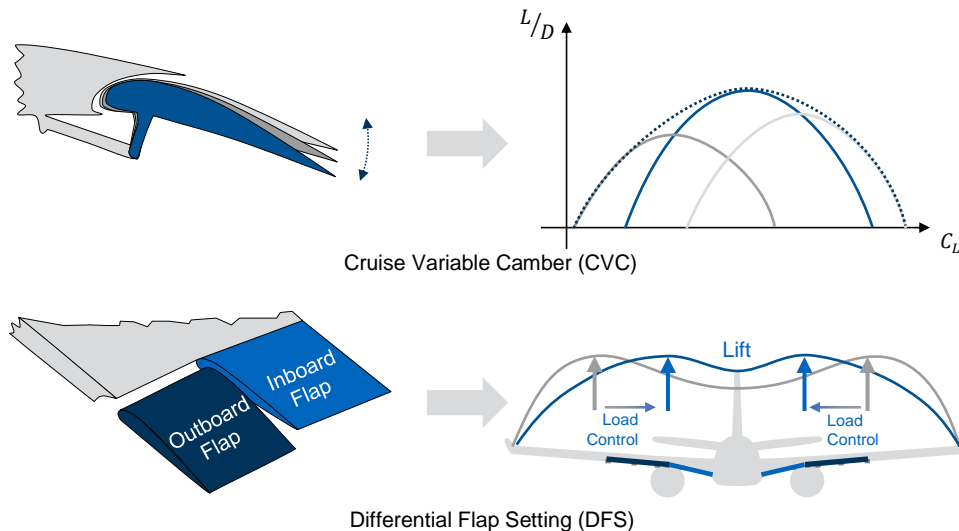 L/D
C_L
Cruise Variable Camber (CVC)
Inboard
Flap
Outboard
Flap
Lift
Load
Control
Load
Control
Differential Flap Setting (DFS)